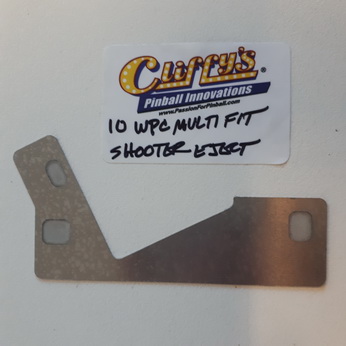 Cliffy's®
Pinball Innovations
www.PassionForPinball.com
10 WPC MULTI FIT
SHOOTER EJECT